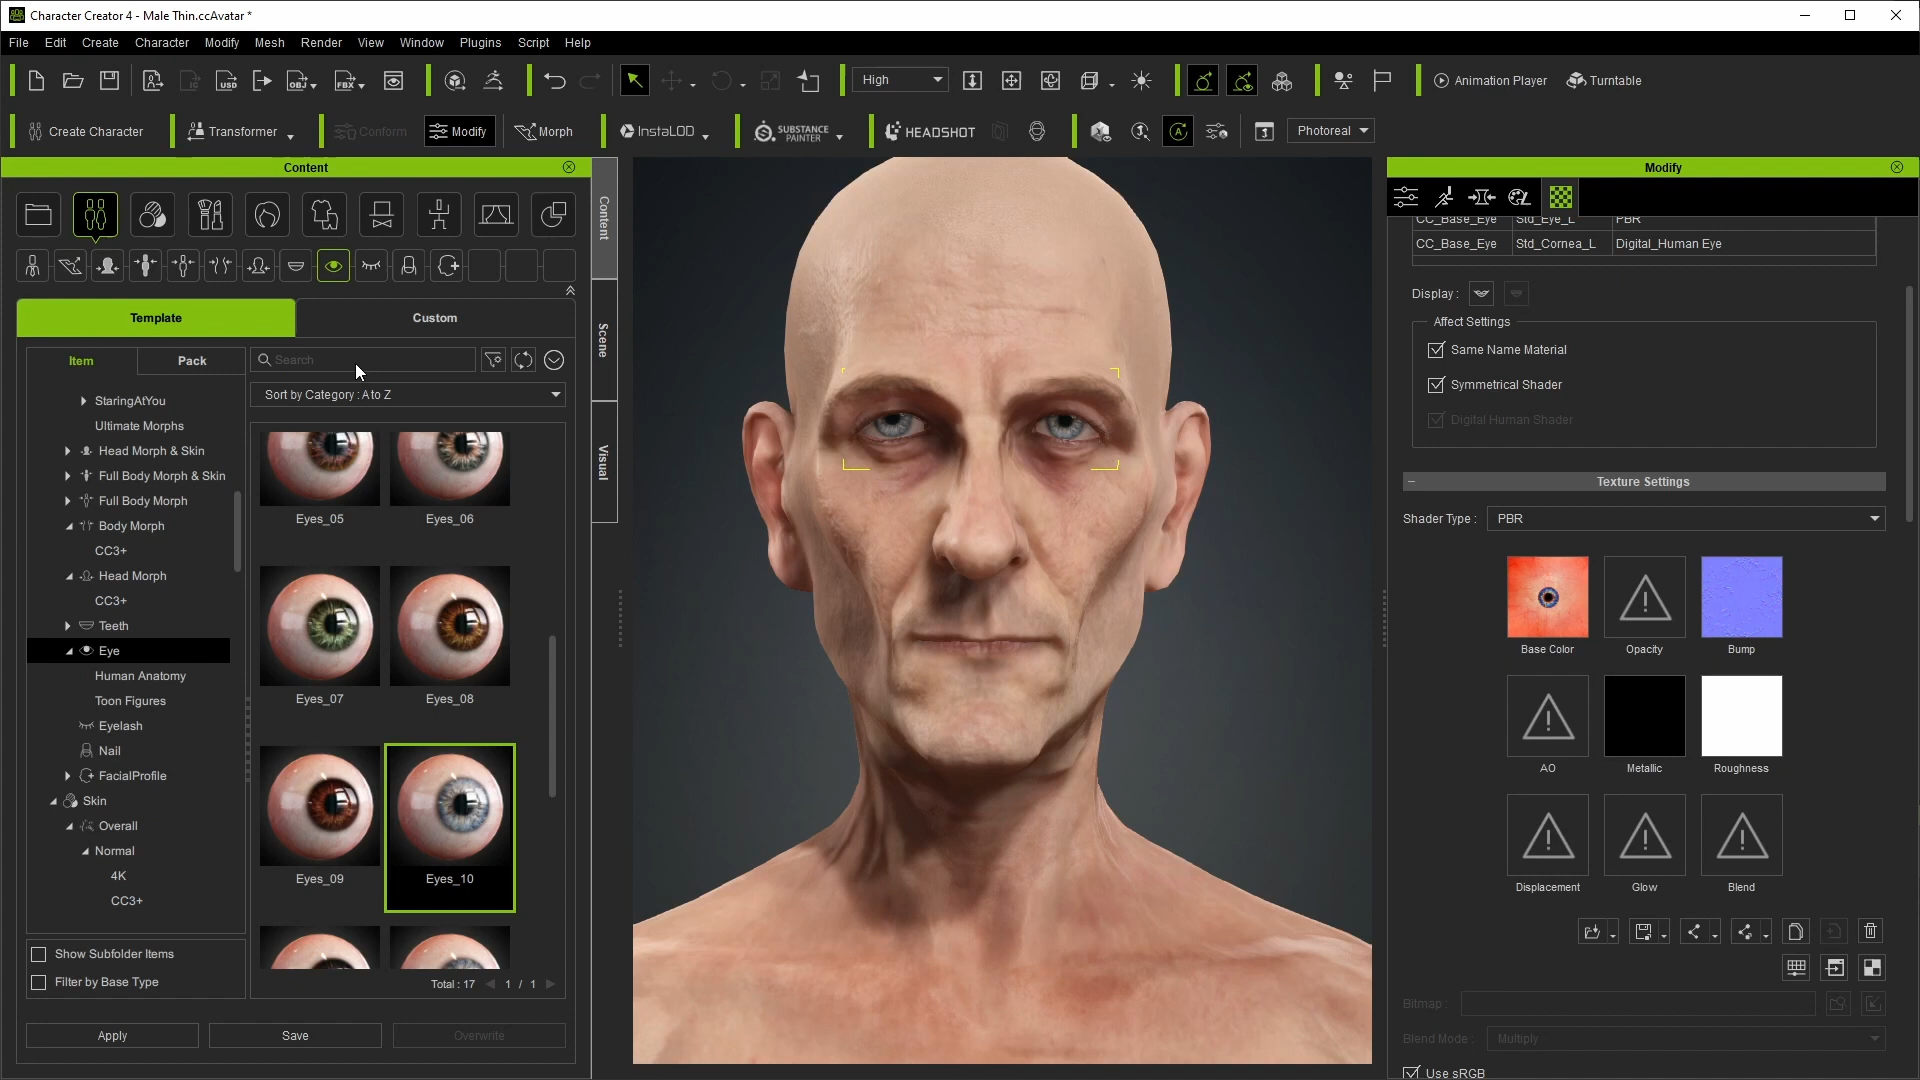 Character Creator 4 - Male Thin.ccAvatar *
File Edit Create Character Modify Mesh Render View Window Plugins Script Help
USD OBJ FBX High Animation Player Turntable
Create Character Transformer Conform Modify Morph InstaLOD SUBSTANCE PAINTER HEADSHOT Photoreal
Content
Modify
Content
Scene
Visual
Template Custom
Item Pack Search
Sort by Category : A to Z
StaringAtYou
Ultimate Morphs
Head Morph & Skin
Full Body Morph & Skin
Full Body Morph
Body Morph
CC3+
Head Morph
CC3+
Teeth
Eye
Human Anatomy
Toon Figures
Eyelash
Nail
FacialProfile
Skin
Overall
Normal
4K
CC3+
Show Subfolder Items
Filter by Base Type
Eyes_05 Eyes_06
Eyes_07 Eyes_08
Eyes_09 Eyes_10
Total : 17 1 / 1
Apply Save Overwrite
CC_Base_Eye Std_Eye_L PBR
CC_Base_Eye Std_Cornea_L Digital_Human Eye
Display :
Affect Settings
Same Name Material
Symmetrical Shader
Digital Human Shader
Texture Settings
Shader Type : PBR
Base Color Opacity Bump
AO Metallic Roughness
Displacement Glow Blend
Bitmap :
Blend Mode : Multiply
Use sRGB